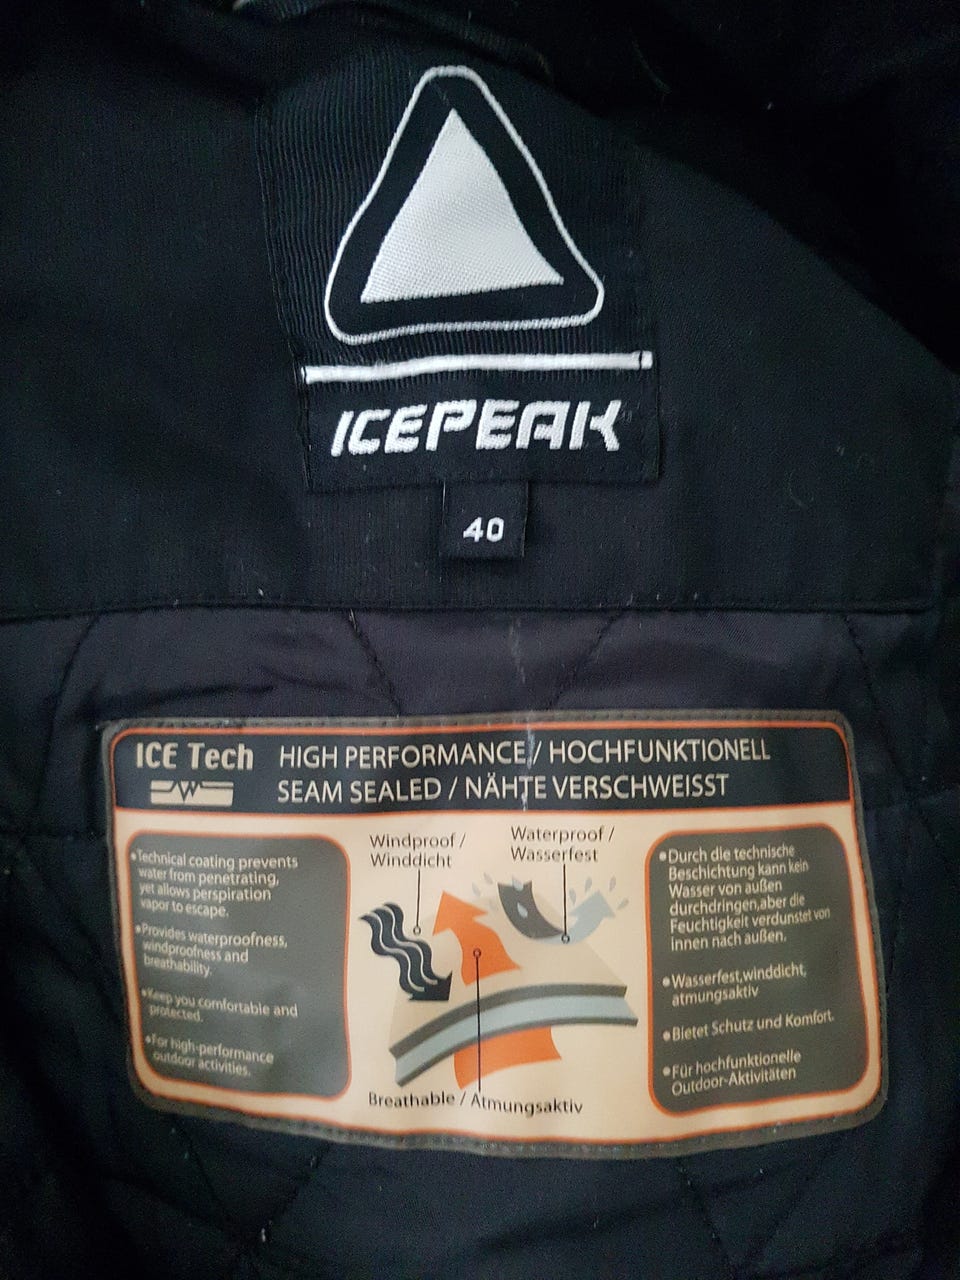 ICEPEAK
40
ICE Tech
HIGH PERFORMANCE / HOCHFUNKTIONELL
SEAM SEALED / NÄHTE VERSCHWEISST
•Technical coating prevents
water from penetrating,
yet allows perspiration
vapor to escape.
•Provides waterproofness,
windproofness and
breathability.
•Keep you comfortable and
protected.
•For high-performance
outdoor activities.
Windproof /
Winddicht
Waterproof /
Wasserfest
Breathable / Atmungsaktiv
•Durch die technische
Beschichtung kann kein
Wasser von außen
durchdringen,aber die
Feuchtigkeit verdunstet von
innen nach außen.
•Wasserfest,winddicht,
atmungsaktiv
•Bietet Schutz und Komfort.
•Für hochfunktionelle
Outdoor-Aktivitäten